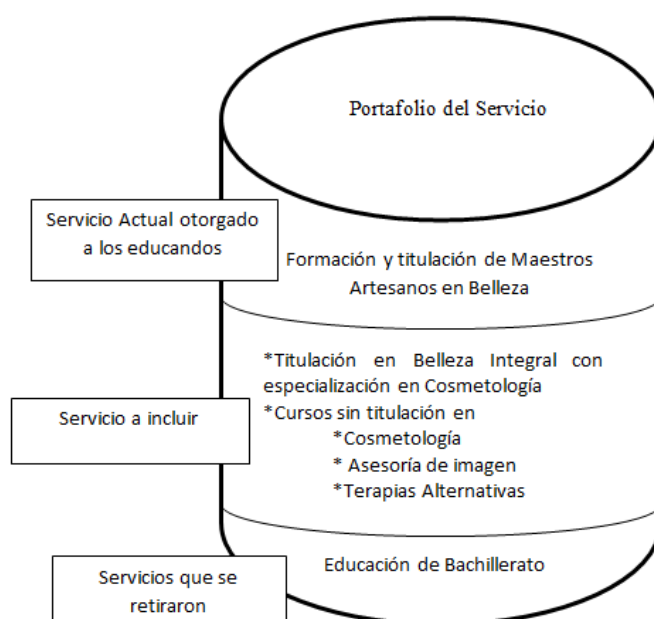 Portafolio del Servicio
Servicio Actual otorgado
a los educandos
Formación y titulación de Maestros
Artesanos en Belleza
*Titulación en Belleza Integral con
especialización en Cosmetología
*Cursos sin titulación en
*Cosmetología
* Asesoría de imagen
*Terapias Alternativas
Servicio a incluir
Educación de Bachillerato
Servicios que se
retiraron